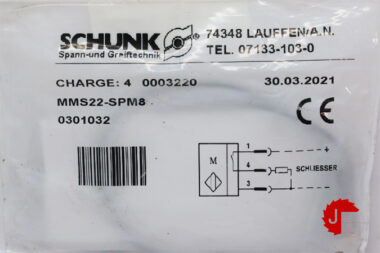 SCHUNK ®
Spann-und Greiftechnik
74348 LAUFFEN/A.N.
TEL. 07133-103-0
CHARGE: 4 0003220 30.03.2021
MMS22-SPM8
0301032
CE
M
1 +
4 SCHLIESSER
3 -
J